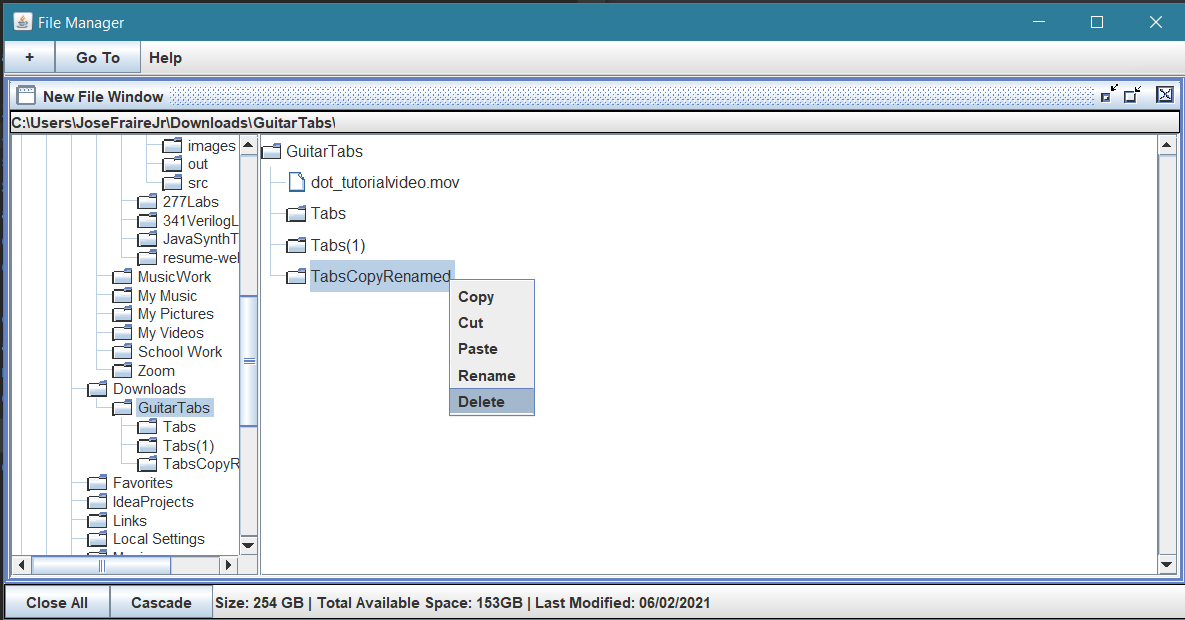 File Manager
+ Go To Help
New File Window
C:\Users\JoseFraireJr\Downloads\GuitarTabs\
images
out
src
277Labs
341VerilogL
JavaSynthT
resume-wel
MusicWork
My Music
My Pictures
My Videos
School Work
Zoom
Downloads
GuitarTabs
Tabs
Tabs(1)
TabsCopyR
Favorites
IdeaProjects
Links
Local Settings
GuitarTabs
dot_tutorialvideo.mov
Tabs
Tabs(1)
TabsCopyRenamed
Copy
Cut
Paste
Rename
Delete
Close All Cascade Size: 254 GB | Total Available Space: 153GB | Last Modified: 06/02/2021